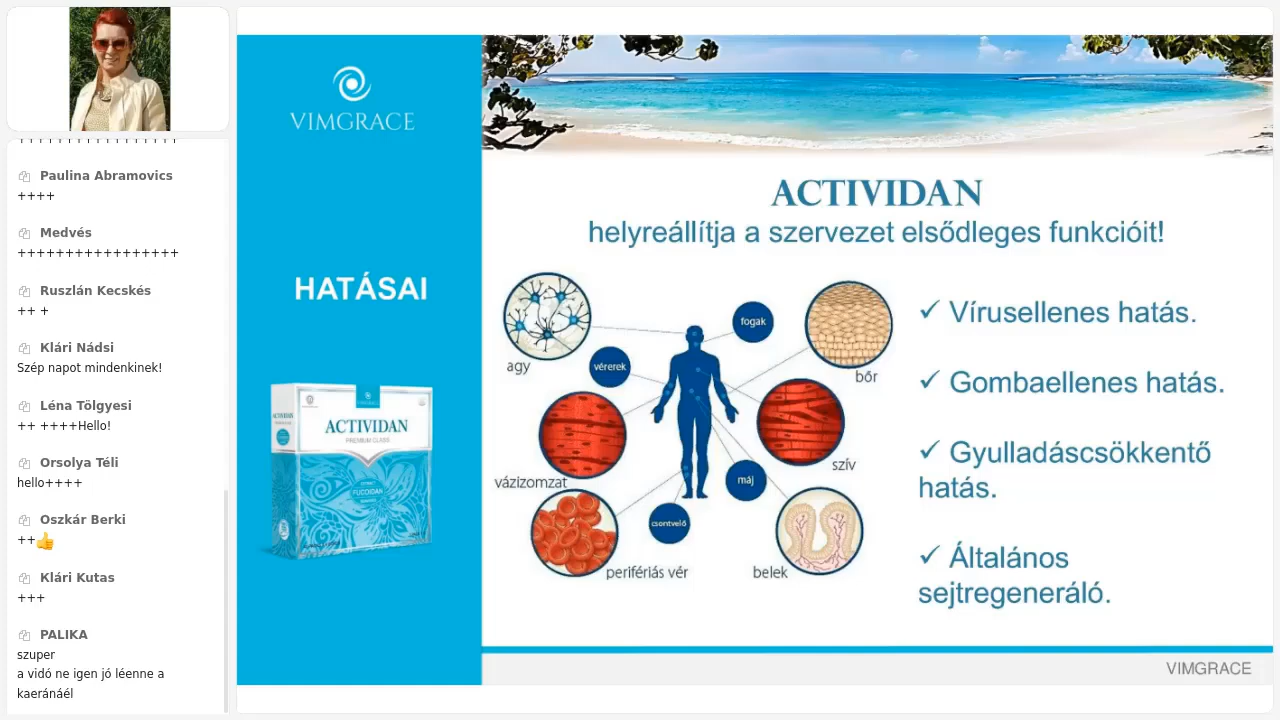 ++++++++++++++++
Paulina Abramovics
++++
Medvés
+++++++++++++++++
Ruszlán Kecskés
++ +
Klári Nádsi
Szép napot mindenkinek!
Léna Tölgyesi
++ ++++Hello!
Orsolya Téli
hello++++
Oszkár Berki
++👍
Klári Kutas
+++
PALIKA
szuper
a vidó ne igen jó léenne a
kaeránáél
VIMGRACE
HATÁSAI
VIMGRACE
ACTIVIDAN
ACTIVIDAN
PREMIUM CLASS
FUCOIDAN
ACTIVIDAN
helyreállítja a szervezet elsődleges funkcióit!
agy
vérerek
fogak
bőr
vázizomzat
szív
máj
csontvelő
perifériás vér
belek
✓ Vírusellenes hatás.
✓ Gombaellenes hatás.
✓ Gyulladáscsökkentő
hatás.
✓ Általános
sejtregeneráló.
VIMGRACE